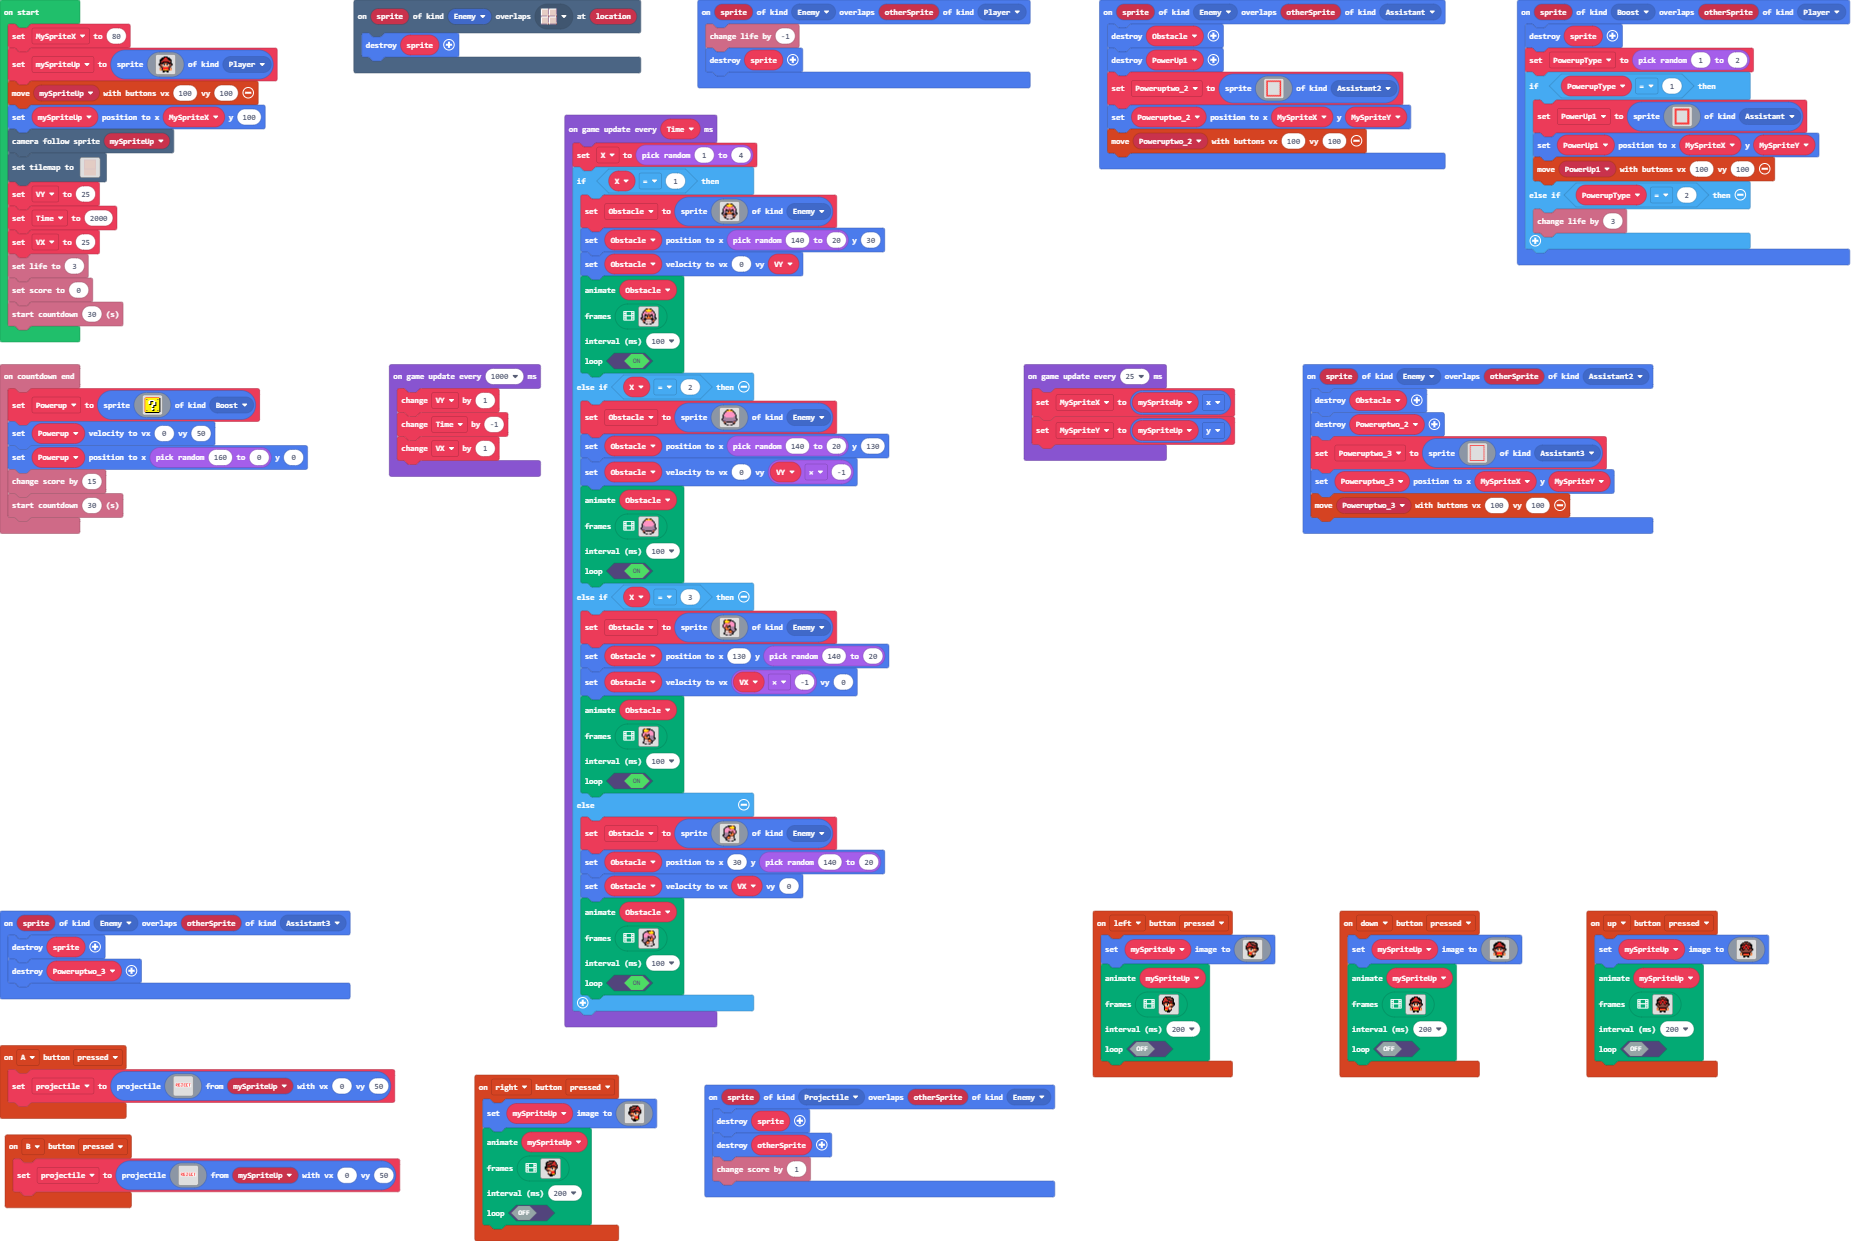 on start
set MySpriteX to 80
set mySpriteUp to sprite of kind Player
move mySpriteUp with buttons vx 100 vy 100
set mySpriteUp position to x MySpriteX y 100
camera follow sprite mySpriteUp
set tilemap to
set VY to 25
set Time to 2000
set VX to 25
set life to 3
set score to 0
start countdown 30 (s)
on sprite of kind Enemy overlaps at location
destroy sprite
on sprite of kind Enemy overlaps otherSprite of kind Player
change life by -1
destroy sprite
on sprite of kind Enemy overlaps otherSprite of kind Assistant
destroy Obstacle
destroy PowerUp1
set Poweruptwo_2 to sprite of kind Assistant2
set Poweruptwo_2 position to x MySpriteX y MySpriteY
move Poweruptwo_2 with buttons vx 100 vy 100
on sprite of kind Boost overlaps otherSprite of kind Player
destroy sprite
set PowerupType to pick random 1 to 2
if PowerupType = 1 then
set PowerUp1 to sprite of kind Assistant
set PowerUp1 position to x MySpriteX y MySpriteY
move PowerUp1 with buttons vx 100 vy 100
else if PowerupType = 2 then
change life by 3
on game update every Time ms
set X to pick random 1 to 4
if X = 1 then
set Obstacle to sprite of kind Enemy
set Obstacle position to x pick random 140 to 20 y 30
set Obstacle velocity to vx 0 vy VY
animate Obstacle
frames
interval (ms) 100
loop ON
else if X = 2 then
set Obstacle to sprite of kind Enemy
set Obstacle position to x pick random 140 to 20 y 130
set Obstacle velocity to vx 0 vy VY × -1
animate Obstacle
frames
interval (ms) 100
loop ON
else if X = 3 then
set Obstacle to sprite of kind Enemy
set Obstacle position to x 130 y pick random 140 to 20
set Obstacle velocity to vx VX × -1 vy 0
animate Obstacle
frames
interval (ms) 100
loop ON
else
set Obstacle to sprite of kind Enemy
set Obstacle position to x 30 y pick random 140 to 20
set Obstacle velocity to vx VX vy 0
animate Obstacle
frames
interval (ms) 100
loop ON
on countdown end
set Powerup to sprite ? of kind Boost
set Powerup velocity to vx 0 vy 50
set Powerup position to x pick random 160 to 0 y 0
change score by 15
start countdown 30 (s)
on game update every 1000 ms
change VY by 1
change Time by -1
change VX by 1
on game update every 25 ms
set MySpriteX to mySpriteUp x
set MySpriteY to mySpriteUp y
on sprite of kind Enemy overlaps otherSprite of kind Assistant2
destroy Obstacle
destroy Poweruptwo_2
set Poweruptwo_3 to sprite of kind Assistant3
set Poweruptwo_3 position to x MySpriteX y MySpriteY
move Poweruptwo_3 with buttons vx 100 vy 100
on sprite of kind Enemy overlaps otherSprite of kind Assistant3
destroy sprite
destroy Poweruptwo_3
on left button pressed
set mySpriteUp image to
animate mySpriteUp
frames
interval (ms) 200
loop OFF
on down button pressed
set mySpriteUp image to
animate mySpriteUp
frames
interval (ms) 200
loop OFF
on up button pressed
set mySpriteUp image to
animate mySpriteUp
frames
interval (ms) 200
loop OFF
on A button pressed
set projectile to projectile from mySpriteUp with vx 0 vy 50
on B button pressed
set projectile to projectile from mySpriteUp with vx 0 vy 50
on right button pressed
set mySpriteUp image to
animate mySpriteUp
frames
interval (ms) 200
loop OFF
on sprite of kind Projectile overlaps otherSprite of kind Enemy
destroy sprite
destroy otherSprite
change score by 1